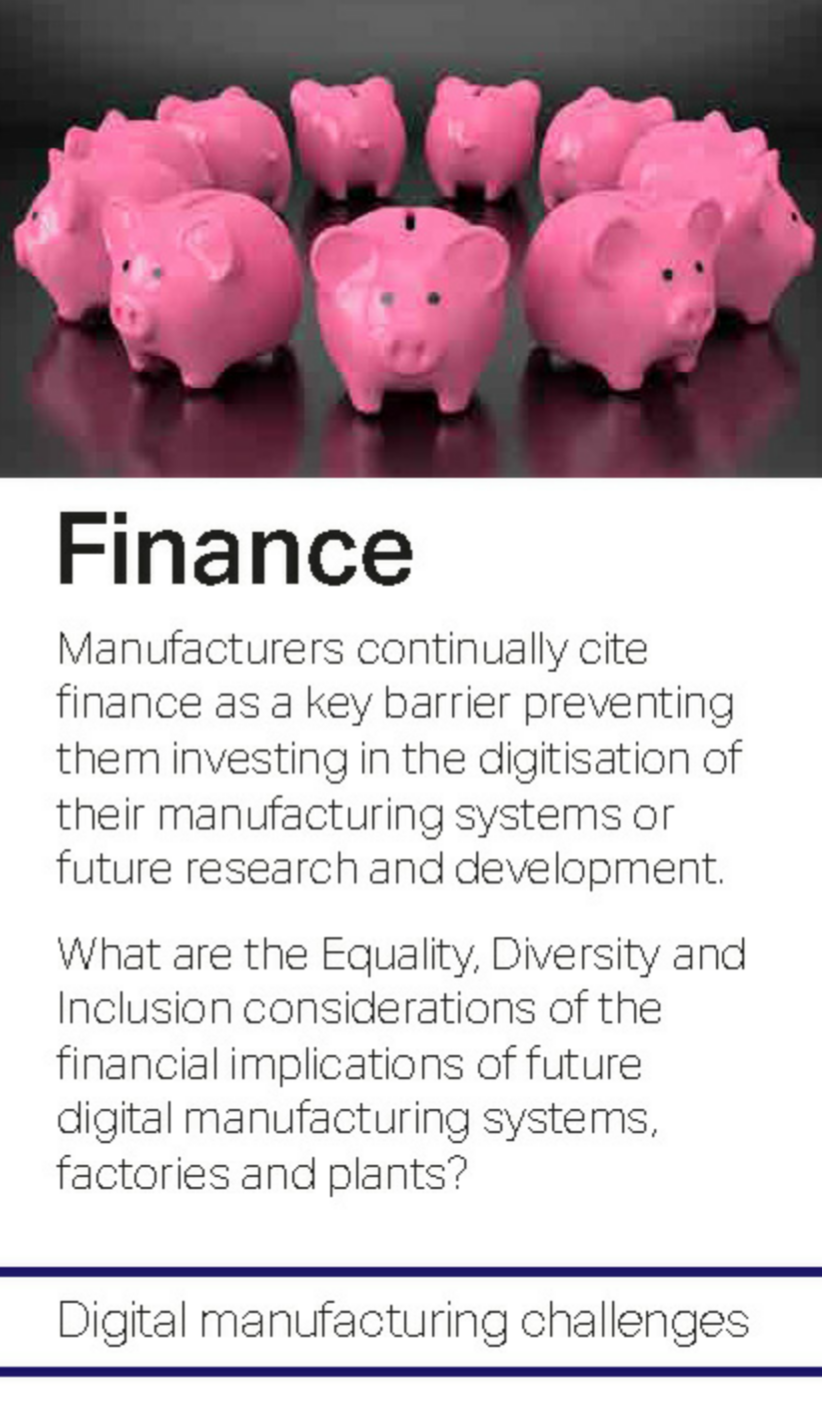 Finance
Manufacturers continually cite
finance as a key barrier preventing
them investing in the digitisation of
their manufacturing systems or
future research and development.
What are the Equality, Diversity and
Inclusion considerations of the
financial implications of future
digital manufacturing systems,
factories and plants?
Digital manufacturing challenges